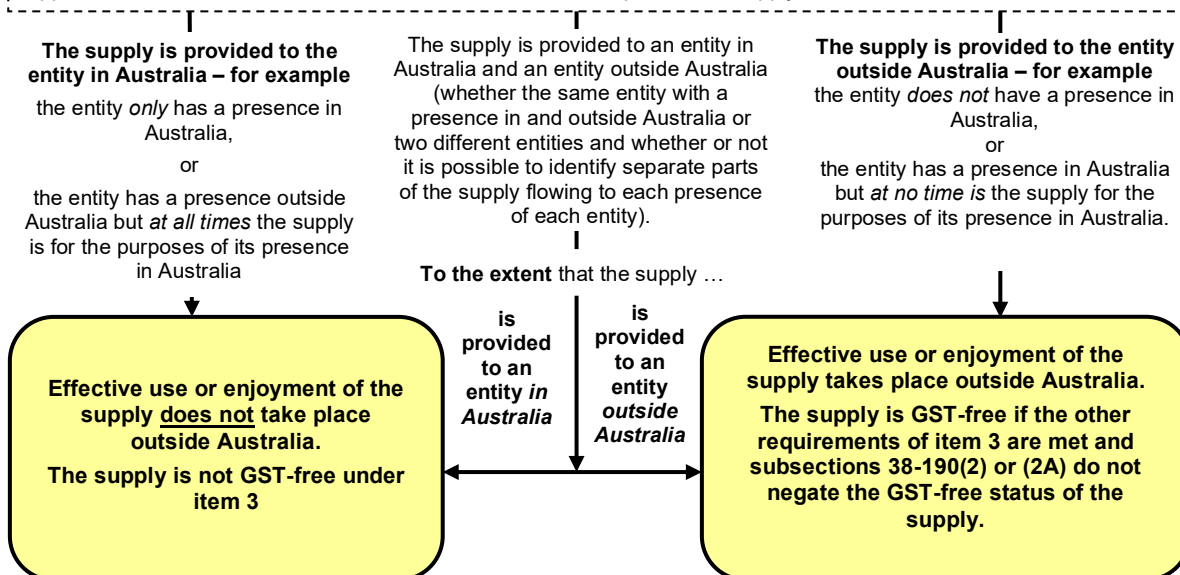 The supply is provided to the
entity in Australia – for example
the entity only has a presence in
Australia,
or
the entity has a presence outside
Australia but at all times the supply
is for the purposes of its presence
in Australia
The supply is provided to an entity in
Australia and an entity outside Australia
(whether the same entity with a
presence in and outside Australia or
two different entities and whether or not
it is possible to identify separate parts
of the supply flowing to each presence
of each entity).
The supply is provided to the entity
outside Australia – for example
the entity does not have a presence in
Australia,
or
the entity has a presence in Australia
but at no time is the supply for the
purposes of its presence in Australia.
To the extent that the supply …
is
provided
to an
entity in
Australia
is
provided
to an
entity
outside
Australia
Effective use or enjoyment of the
supply does not take place
outside Australia.
The supply is not GST-free under
item 3
Effective use or enjoyment of the
supply takes place outside Australia.
The supply is GST-free if the other
requirements of item 3 are met and
subsections 38-190(2) or (2A) do not
negate the GST-free status of the
supply.